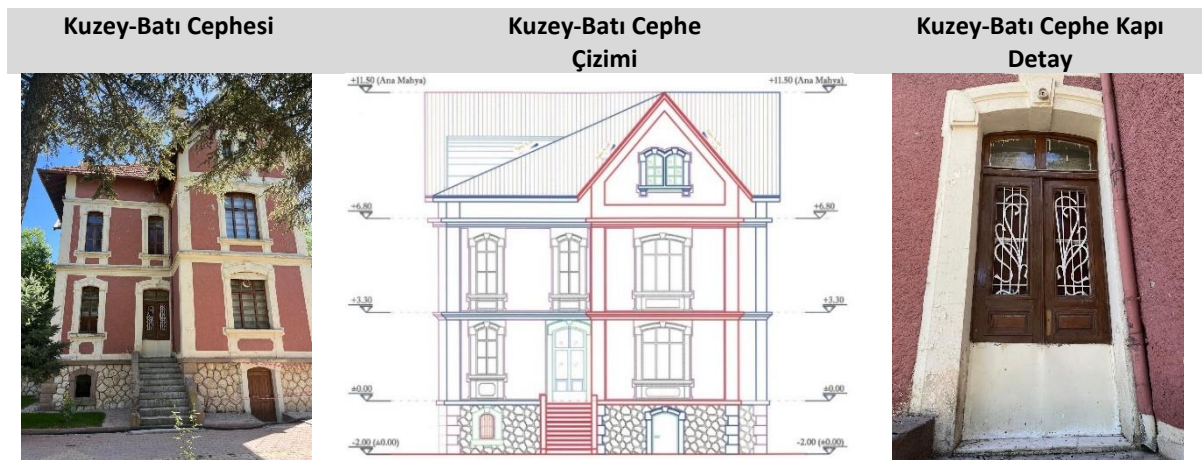 Kuzey-Batı Cephesi
Kuzey-Batı Cephe
Çizimi
Kuzey-Batı Cephe Kapı
Detay
+11.50 (Ana Mahya)
+11.50 (Ana Mahya)
+6.80
+6.80
+3.30
+3.30
±0.00
±0.00
-2.00 (±0.00)
-2.00 (±0.00)